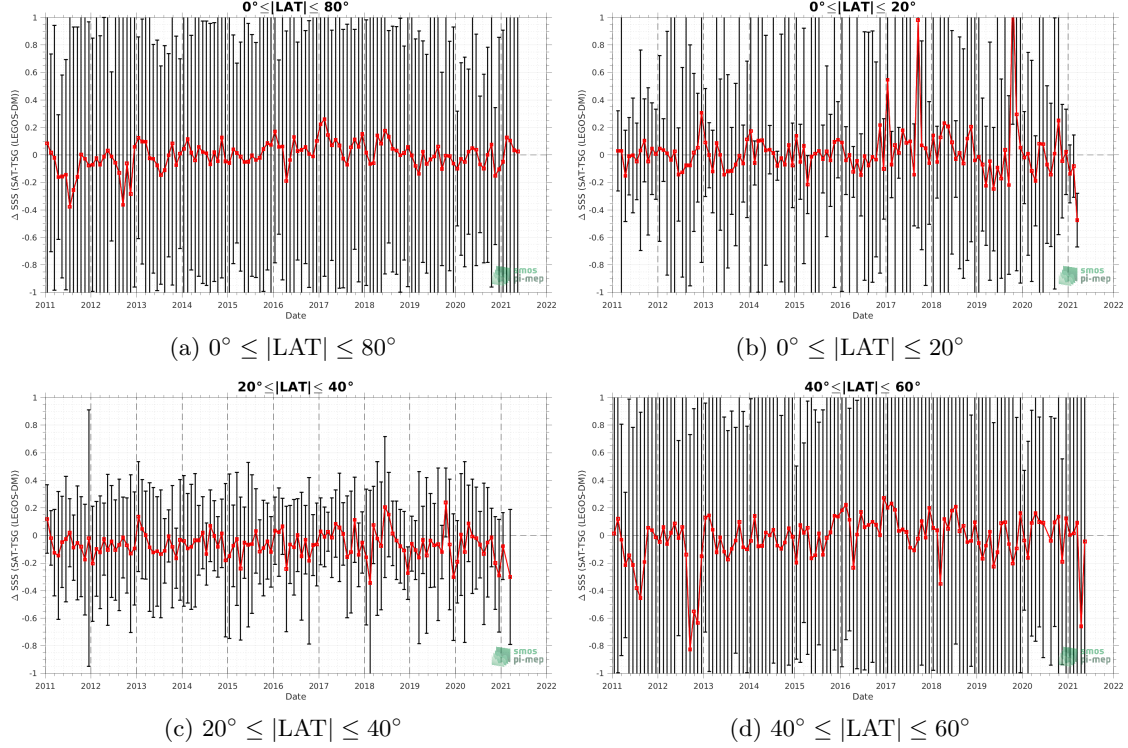 0°≤|LAT|≤ 80°
Δ SSS (SAT-TSG (LEGOS-DM))
1
0.8
0.6
0.4
0.2
0
-0.2
-0.4
-0.6
-0.8
-1
2011 2012 2013 2014 2015 2016 2017 2018 2019 2020 2021 2022
Date
smos
pi-mep
(a) 0° ≤ |LAT| ≤ 80°
0°≤|LAT|≤ 20°
Δ SSS (SAT-TSG (LEGOS-DM))
1
0.8
0.6
0.4
0.2
0
-0.2
-0.4
-0.6
-0.8
-1
2011 2012 2013 2014 2015 2016 2017 2018 2019 2020 2021 2022
Date
smos
pi-mep
(b) 0° ≤ |LAT| ≤ 20°
20°≤|LAT|≤ 40°
Δ SSS (SAT-TSG (LEGOS-DM))
1
0.8
0.6
0.4
0.2
0
-0.2
-0.4
-0.6
-0.8
-1
2011 2012 2013 2014 2015 2016 2017 2018 2019 2020 2021 2022
Date
smos
pi-mep
(c) 20° ≤ |LAT| ≤ 40°
40°≤|LAT|≤ 60°
Δ SSS (SAT-TSG (LEGOS-DM))
1
0.8
0.6
0.4
0.2
0
-0.2
-0.4
-0.6
-0.8
-1
2011 2012 2013 2014 2015 2016 2017 2018 2019 2020 2021 2022
Date
smos
pi-mep
(d) 40° ≤ |LAT| ≤ 60°